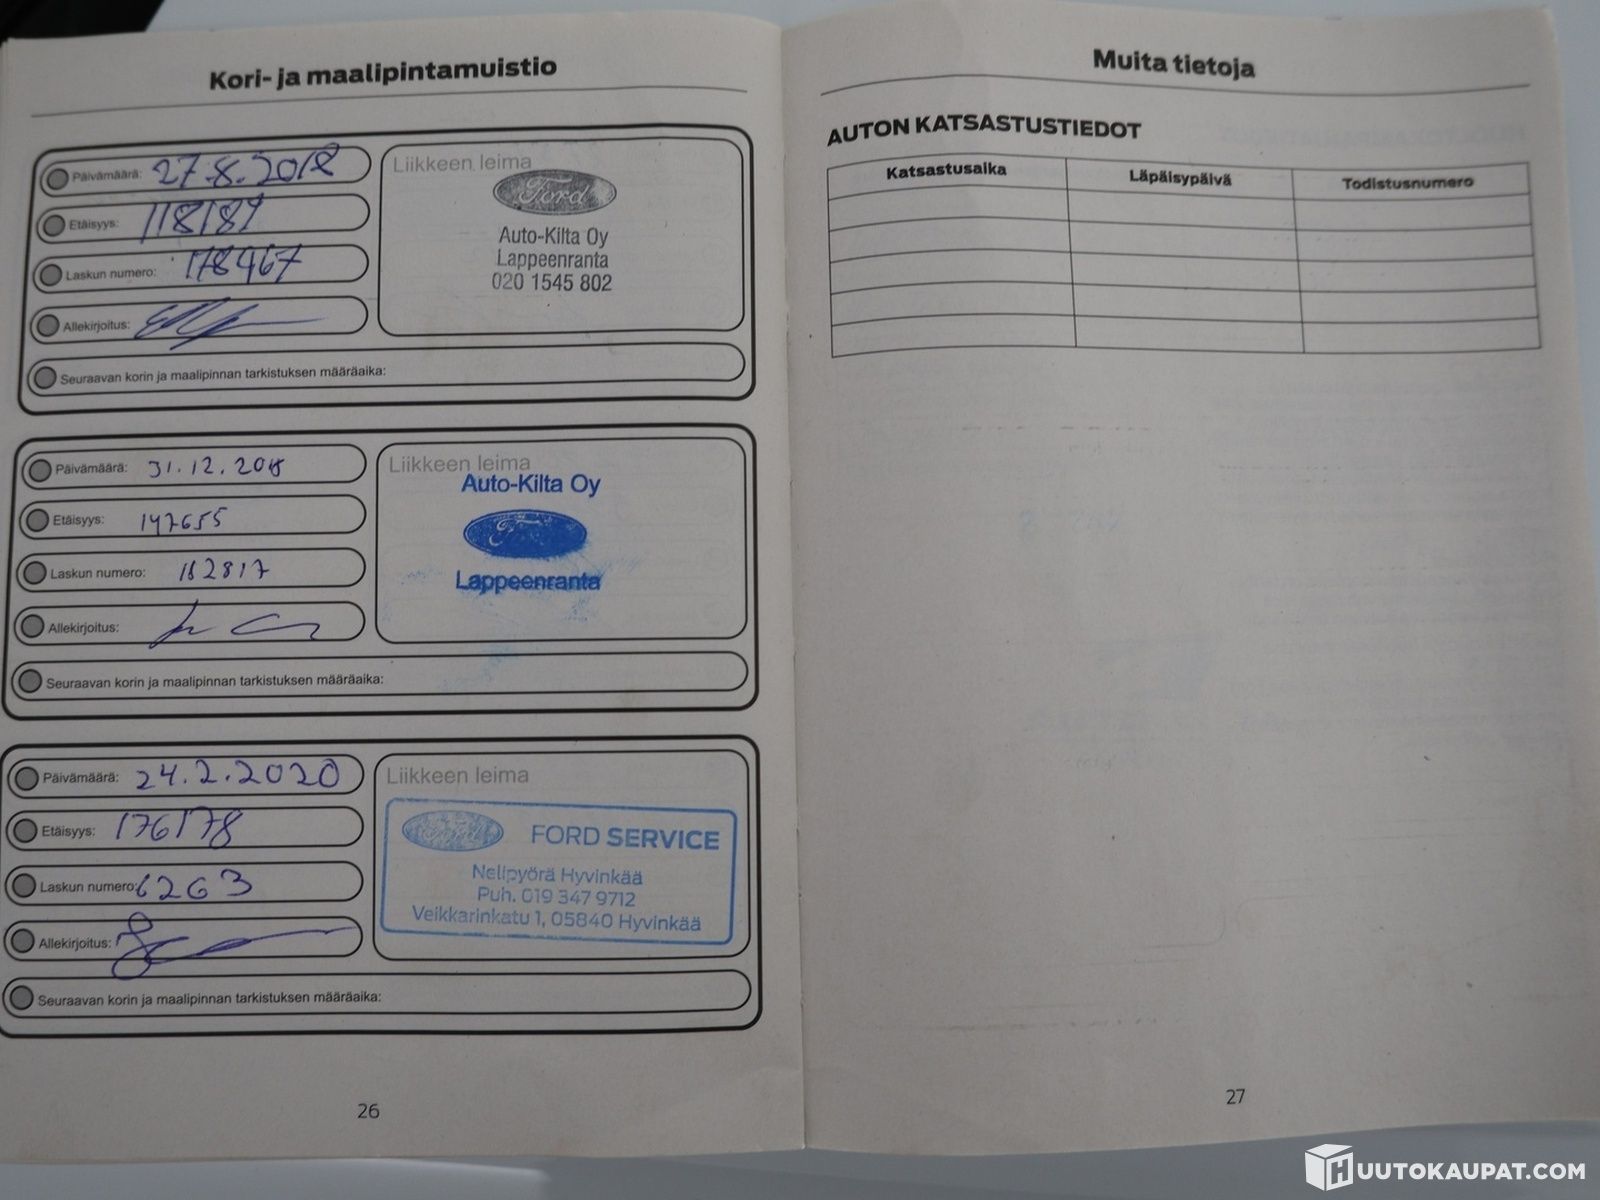 Kori- ja maalipintamuistio
Päivämäärä: 27.8.2018
Etäisyys: 118189
Laskun numero: 178467
Allekirjoitus:
Liikkeen leima
Ford
Auto-Kilta Oy
Lappeenranta
020 1545 802
Seuraavan korin ja maalipinnan tarkistuksen määräaika:
Päivämäärä: 31.12.2018
Etäisyys: 147655
Laskun numero: 182817
Allekirjoitus:
Liikkeen leima
Auto-Kilta Oy
Ford
Lappeenranta
Seuraavan korin ja maalipinnan tarkistuksen määräaika:
Päivämäärä: 24.2.2020
Etäisyys: 176178
Laskun numero: 6263
Allekirjoitus:
Liikkeen leima
Ford
FORD SERVICE
Nelipyörä Hyvinkää
Puh. 019 347 9712
Veikkarinkatu 1, 05840 Hyvinkää
Seuraavan korin ja maalipinnan tarkistuksen määräaika:
26
Muita tietoja
AUTON KATSASTUSTIEDOT
Katsastusaika Läpäisypäivä Todistusnumero
27
HUUTOKAUPAT.COM